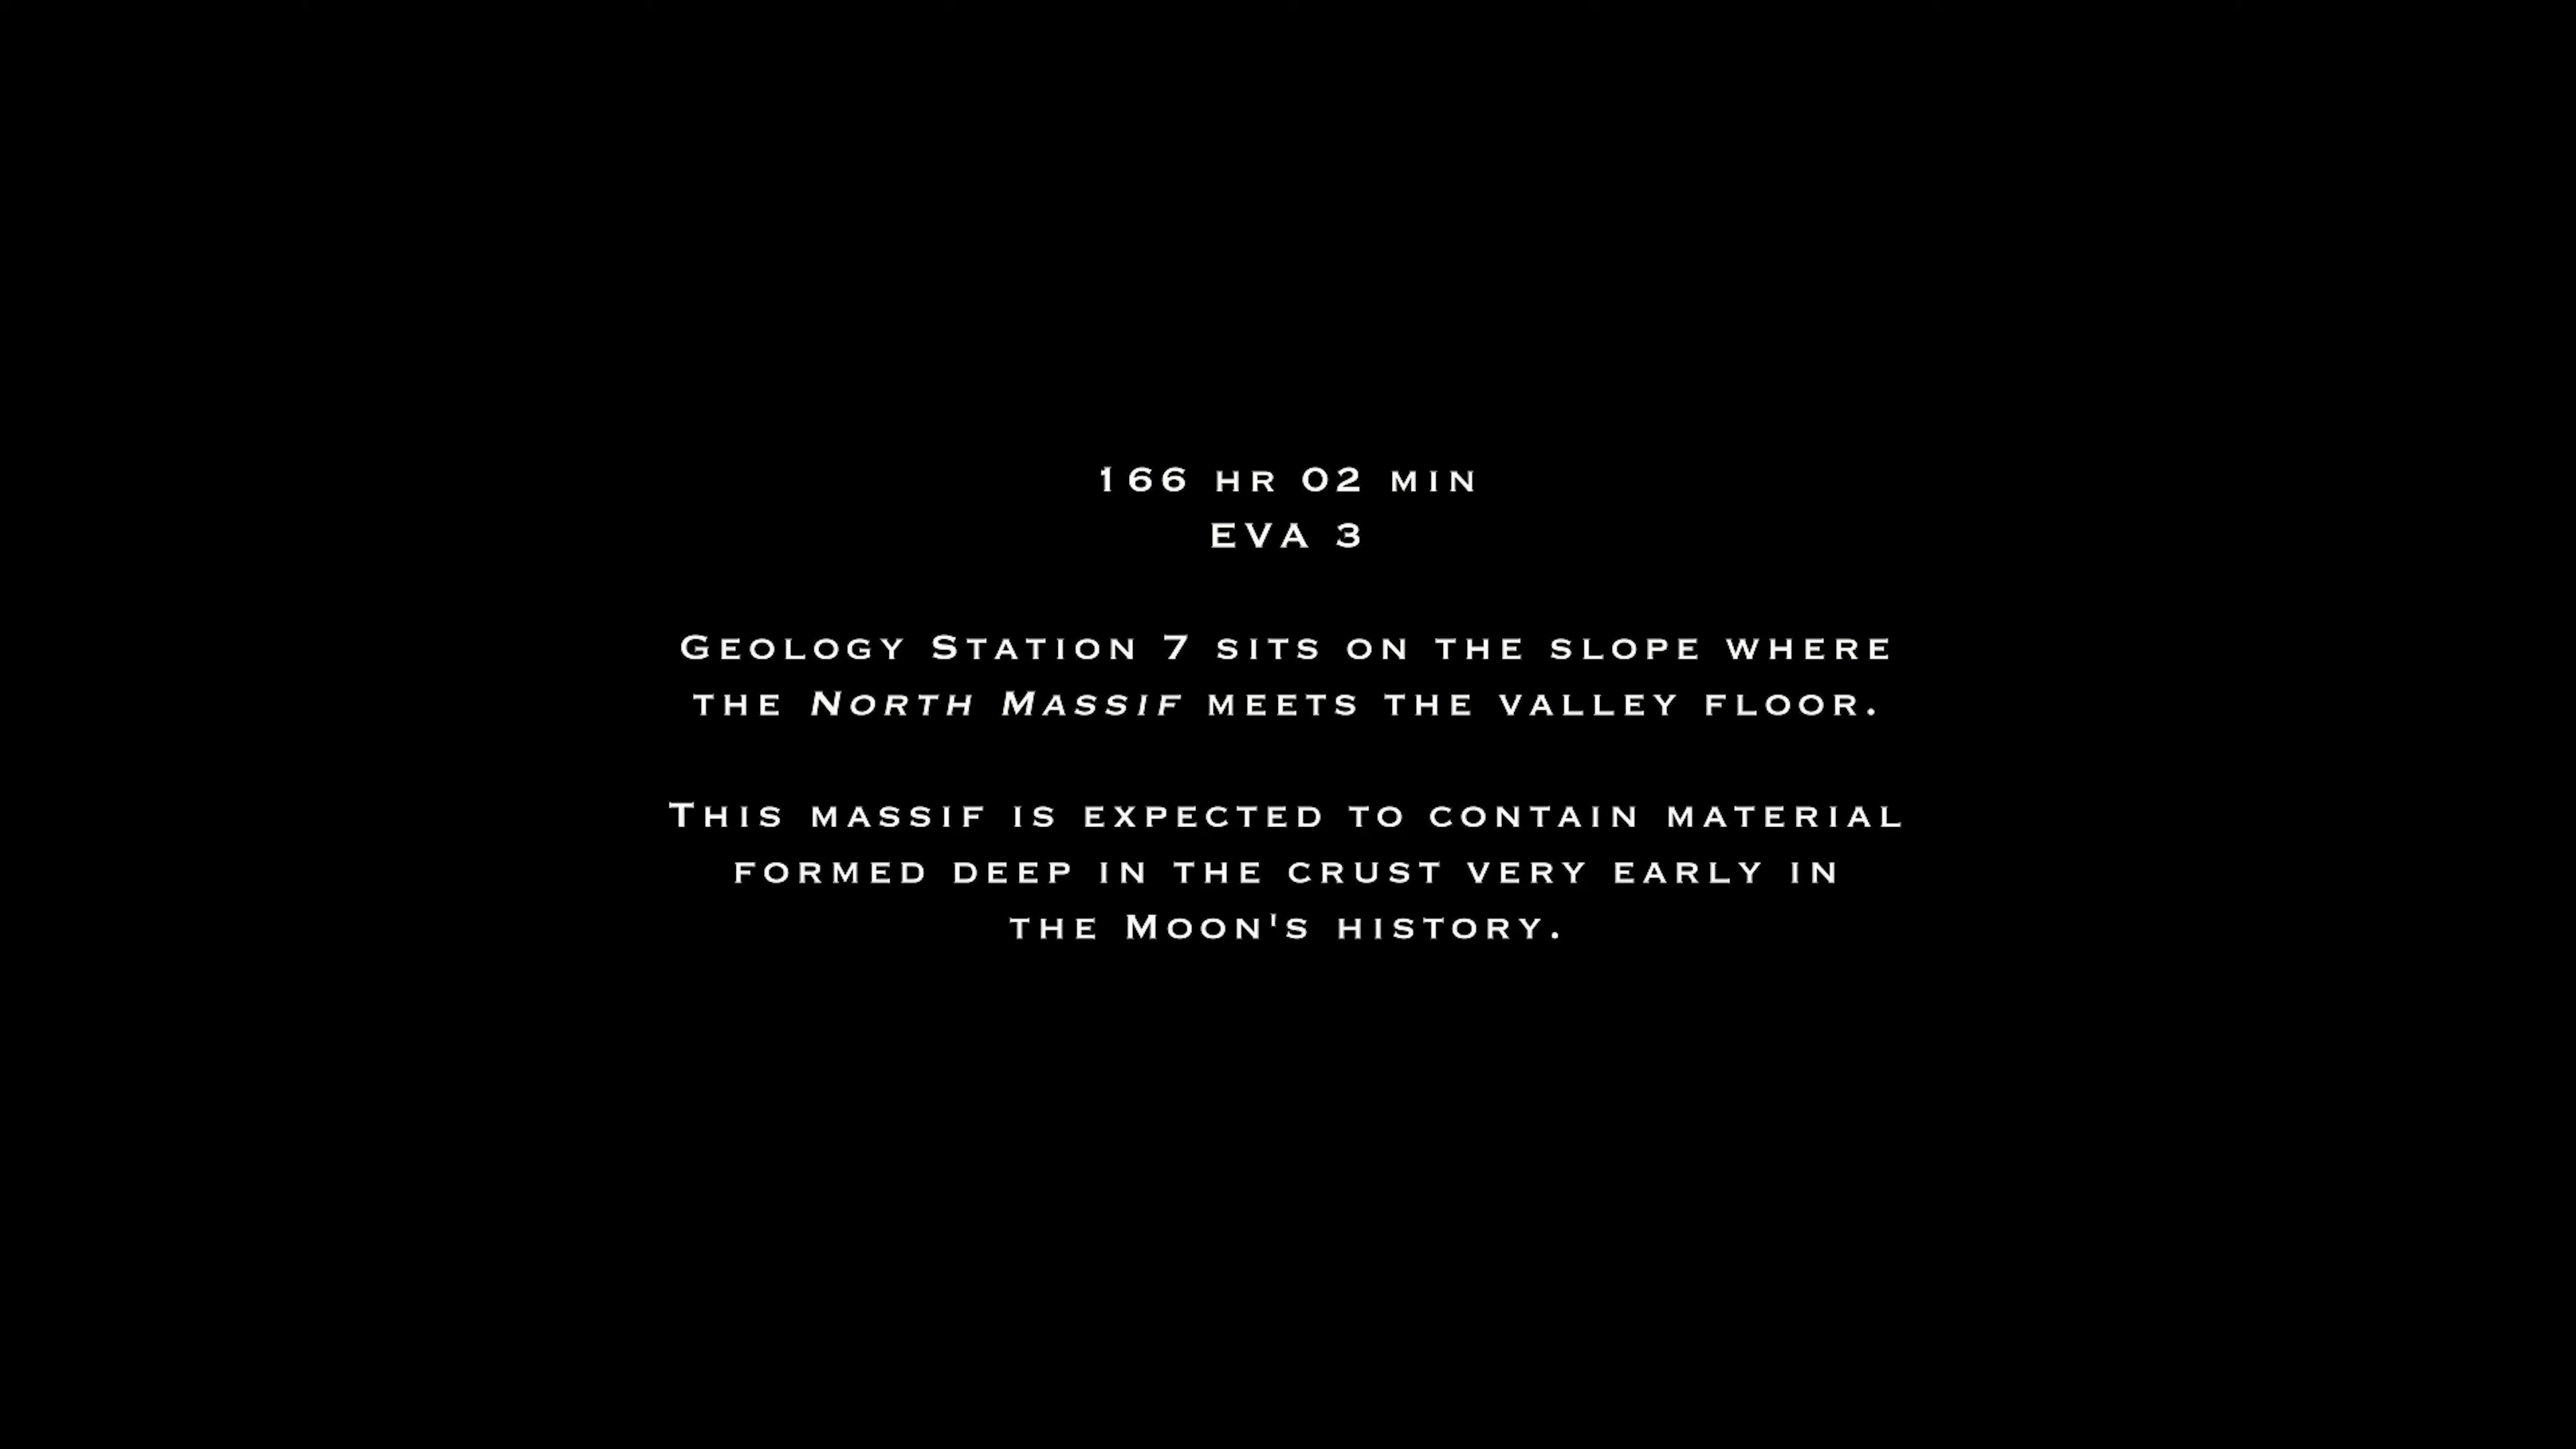 166 HR 02 MIN
EVA 3
GEOLOGY STATION 7 SITS ON THE SLOPE WHERE
THE NORTH MASSIF MEETS THE VALLEY FLOOR.
THIS MASSIF IS EXPECTED TO CONTAIN MATERIAL
FORMED DEEP IN THE CRUST VERY EARLY IN
THE MOON'S HISTORY.